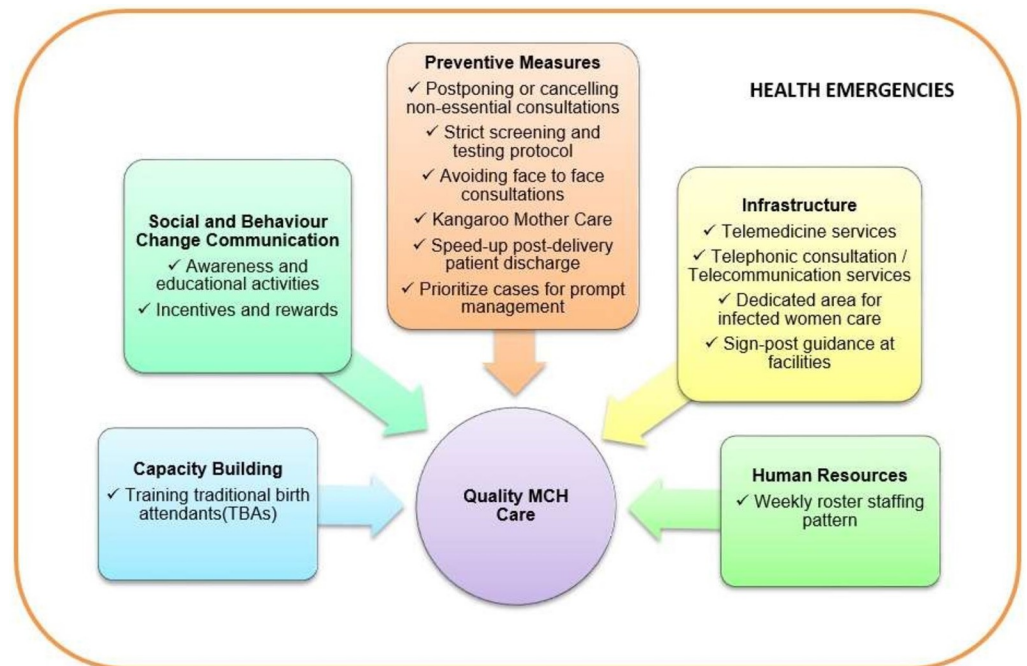 HEALTH EMERGENCIES
Preventive Measures
✓ Postponing or cancelling
non-essential consultations
✓ Strict screening and
testing protocol
✓ Avoiding face to face
consultations
✓ Kangaroo Mother Care
✓ Speed-up post-delivery
patient discharge
✓ Prioritize cases for prompt
management
Social and Behaviour
Change Communication
✓ Awareness and
educational activities
✓ Incentives and rewards
Infrastructure
✓ Telemedicine services
✓ Telephonic consultation /
Telecommunication services
✓ Dedicated area for
infected women care
✓ Sign-post guidance at
facilities
Capacity Building
✓ Training traditional birth
attendants(TBAs)
Quality MCH
Care
Human Resources
✓ Weekly roster staffing
pattern